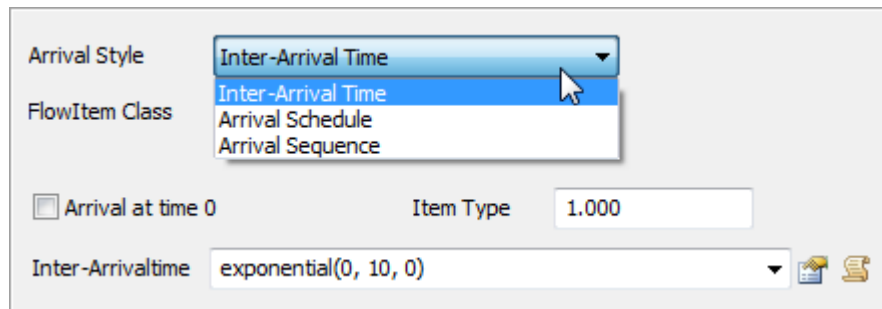 Arrival Style Inter-Arrival Time
Inter-Arrival Time
FlowItem Class Arrival Schedule
Arrival Sequence
Arrival at time 0 Item Type 1.000
Inter-Arrivaltime exponential(0, 10, 0)